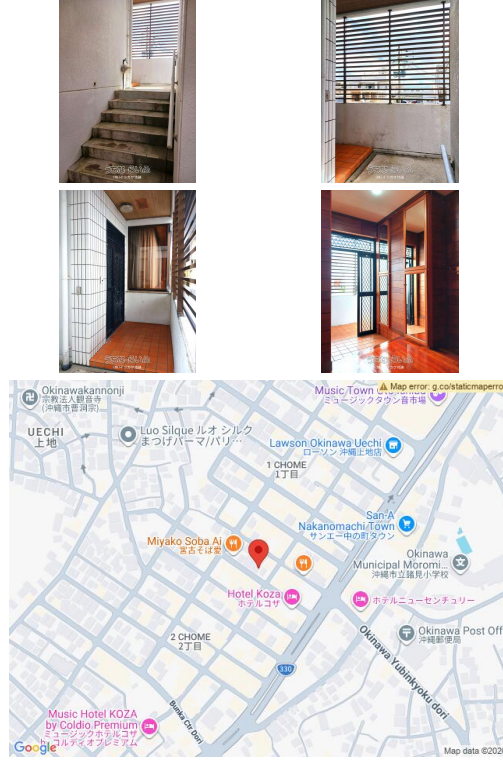 Okinawakannonji
宗教法人観音寺
(沖縄市曹洞宗)
UECHI
上地
Luo Silque ルオ シルク
まつげパーマ/パリ…
Music Town
ミュージックタウン音市場
Map error: g.co/staticmaperro
Lawson Okinawa Uechi
ローソン 沖縄上地店
1 CHOME
1丁目
San-A
Nakanomachi Town
サンエー中の町タウン
Miyako Soba Ai
宮古そば愛
Okinawa
Municipal Moromi...
沖縄市立諸見小学校
Hotel Koza
ホテルコザ
ホテルニューセンチュリー
Okinawa Post Off
沖縄郵便局
2 CHOME
2丁目
Okinawa Yubinkyoku dori
330
Bunka Ctr Dori
Music Hotel KOZA
by Coldio Premium
ミュージックホテルコザ
コルディオプレミアム
Google
Map data ©2026